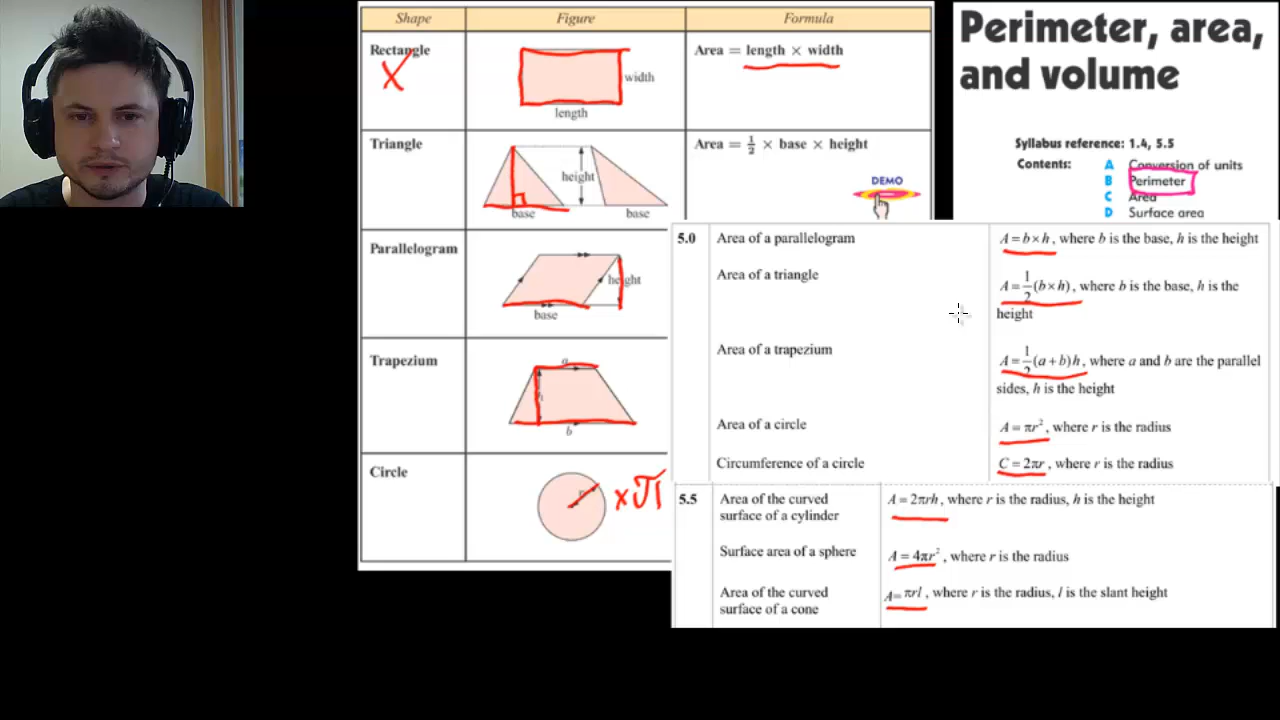 Shape Figure Formula
Rectangle
X
width
length
Area = length × width
Triangle
height
base
base
Area = 1/2 × base × height
DEMO
Parallelogram
height
base
Trapezium
a
h
b
Circle
r
Perimeter, area,
and volume
Syllabus reference: 1.4, 5.5
Contents: A Conversion of units
B Perimeter
C Area
D Surface area
5.0 Area of a parallelogram A = b × h, where b is the base, h is the height
Area of a triangle A = 1/2 (b × h), where b is the base, h is the
height
Area of a trapezium A = 1/2 (a + b)h, where a and b are the parallel
sides, h is the height
Area of a circle A = πr², where r is the radius
Circumference of a circle C = 2πr, where r is the radius
5.5 Area of the curved A = 2πrh, where r is the radius, h is the height
surface of a cylinder
Surface area of a sphere A = 4πr², where r is the radius
Area of the curved A = πrl, where r is the radius, l is the slant height
surface of a cone